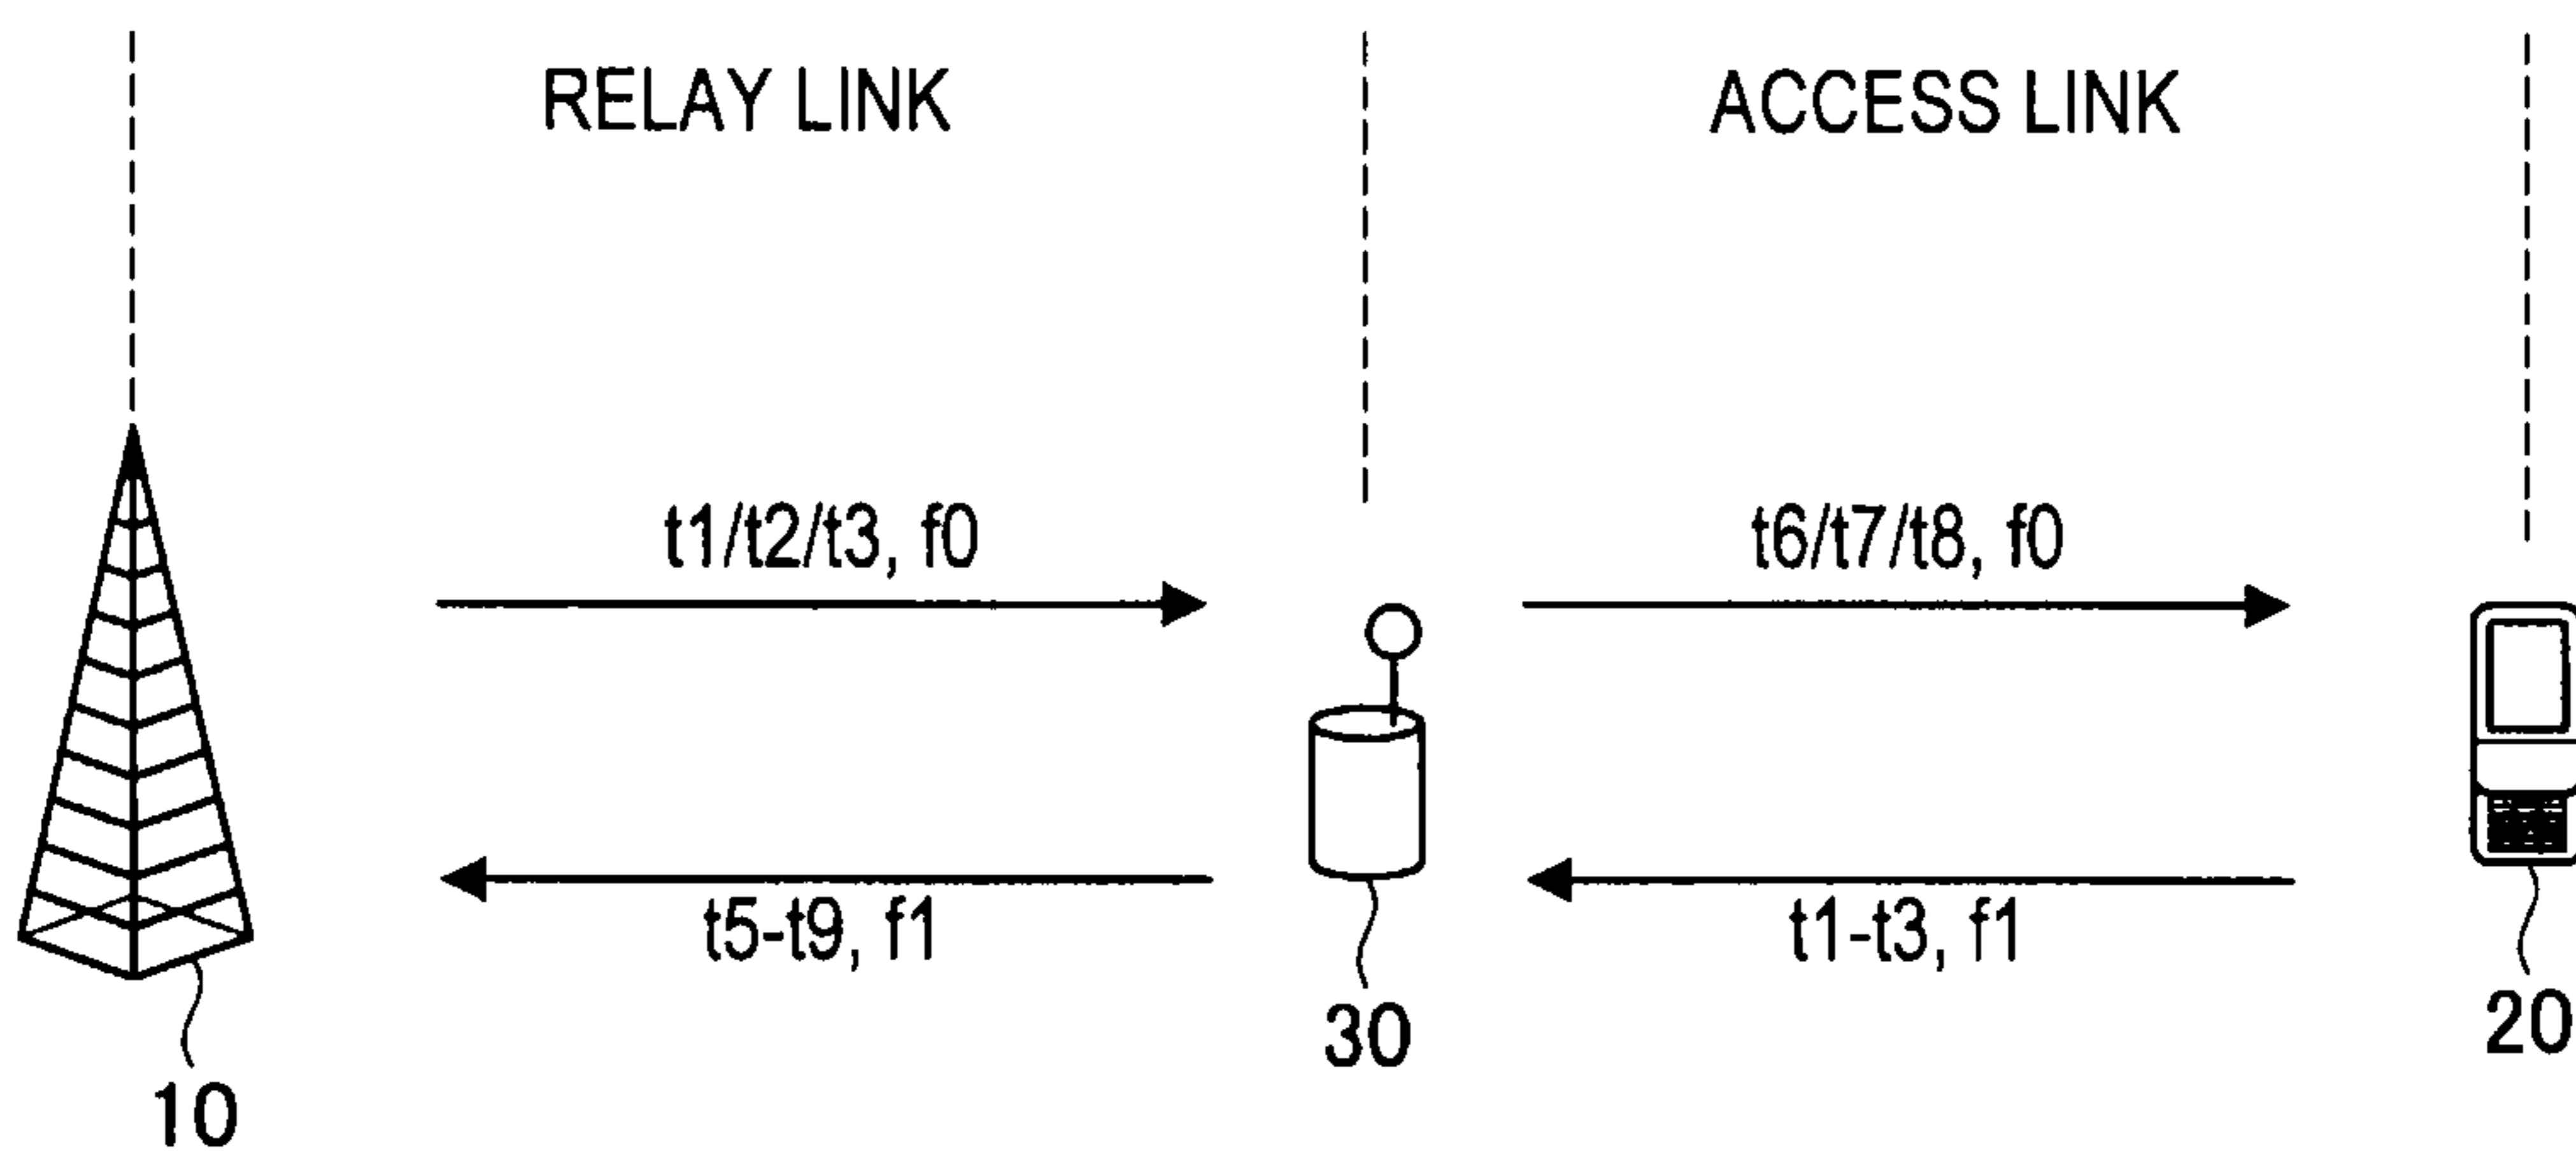 RELAY LINK
ACCESS LINK
t1/t2/t3, f0
t6/t7/t8, f0
t5-t9, f1
t1-t3, f1
10
30
20